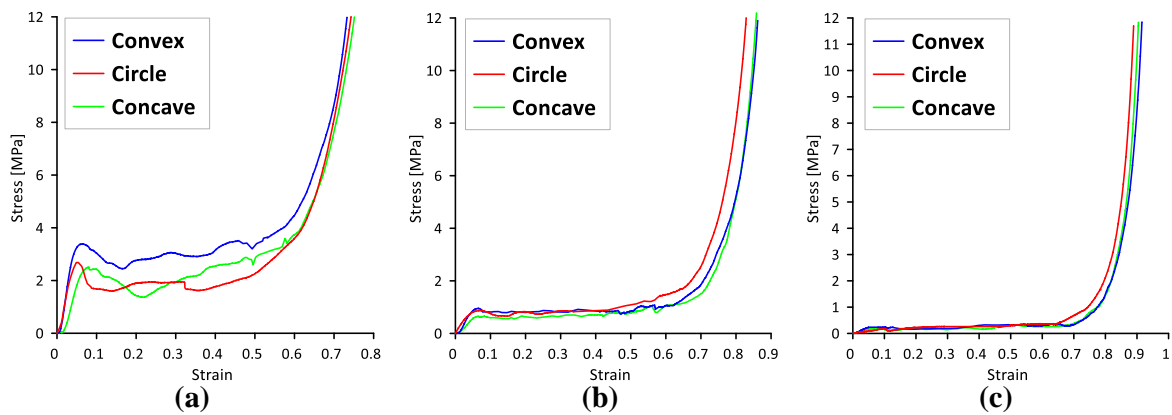 12
10
8
6
4
2
0
Stress [MPa]
Convex
Circle
Concave
0 0.1 0.2 0.3 0.4 0.5 0.6 0.7 0.8
Strain
(a)
12
10
8
6
4
2
0
Stress [MPa]
Convex
Circle
Concave
0 0.1 0.2 0.3 0.4 0.5 0.6 0.7 0.8 0.9
Strain
(b)
12
11
10
9
8
7
6
5
4
3
2
1
0
Stress [MPa]
Convex
Circle
Concave
0 0.1 0.2 0.3 0.4 0.5 0.6 0.7 0.8 0.9 1
Strain
(c)